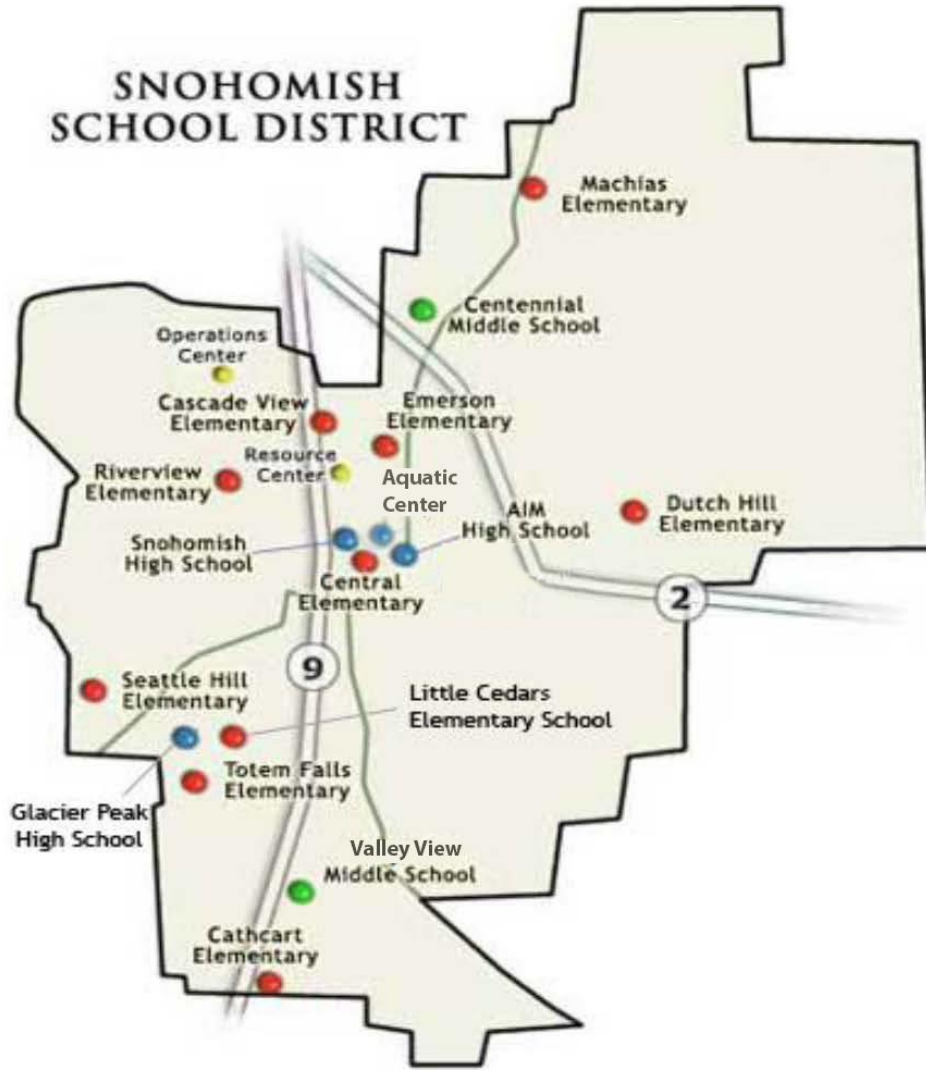 SNOHOMISH
SCHOOL DISTRICT
Machias
Elementary
Centennial
Middle School
Operations
Center
Cascade View
Elementary
Emerson
Elementary
Resource
Center
Riverview
Elementary
Aquatic
Center
AIM
High School
Dutch Hill
Elementary
Snohomish
High School
Central
Elementary
2
9
Seattle Hill
Elementary
Little Cedars
Elementary School
Totem Falls
Elementary
Glacier Peak
High School
Valley View
Middle School
Cathcart
Elementary